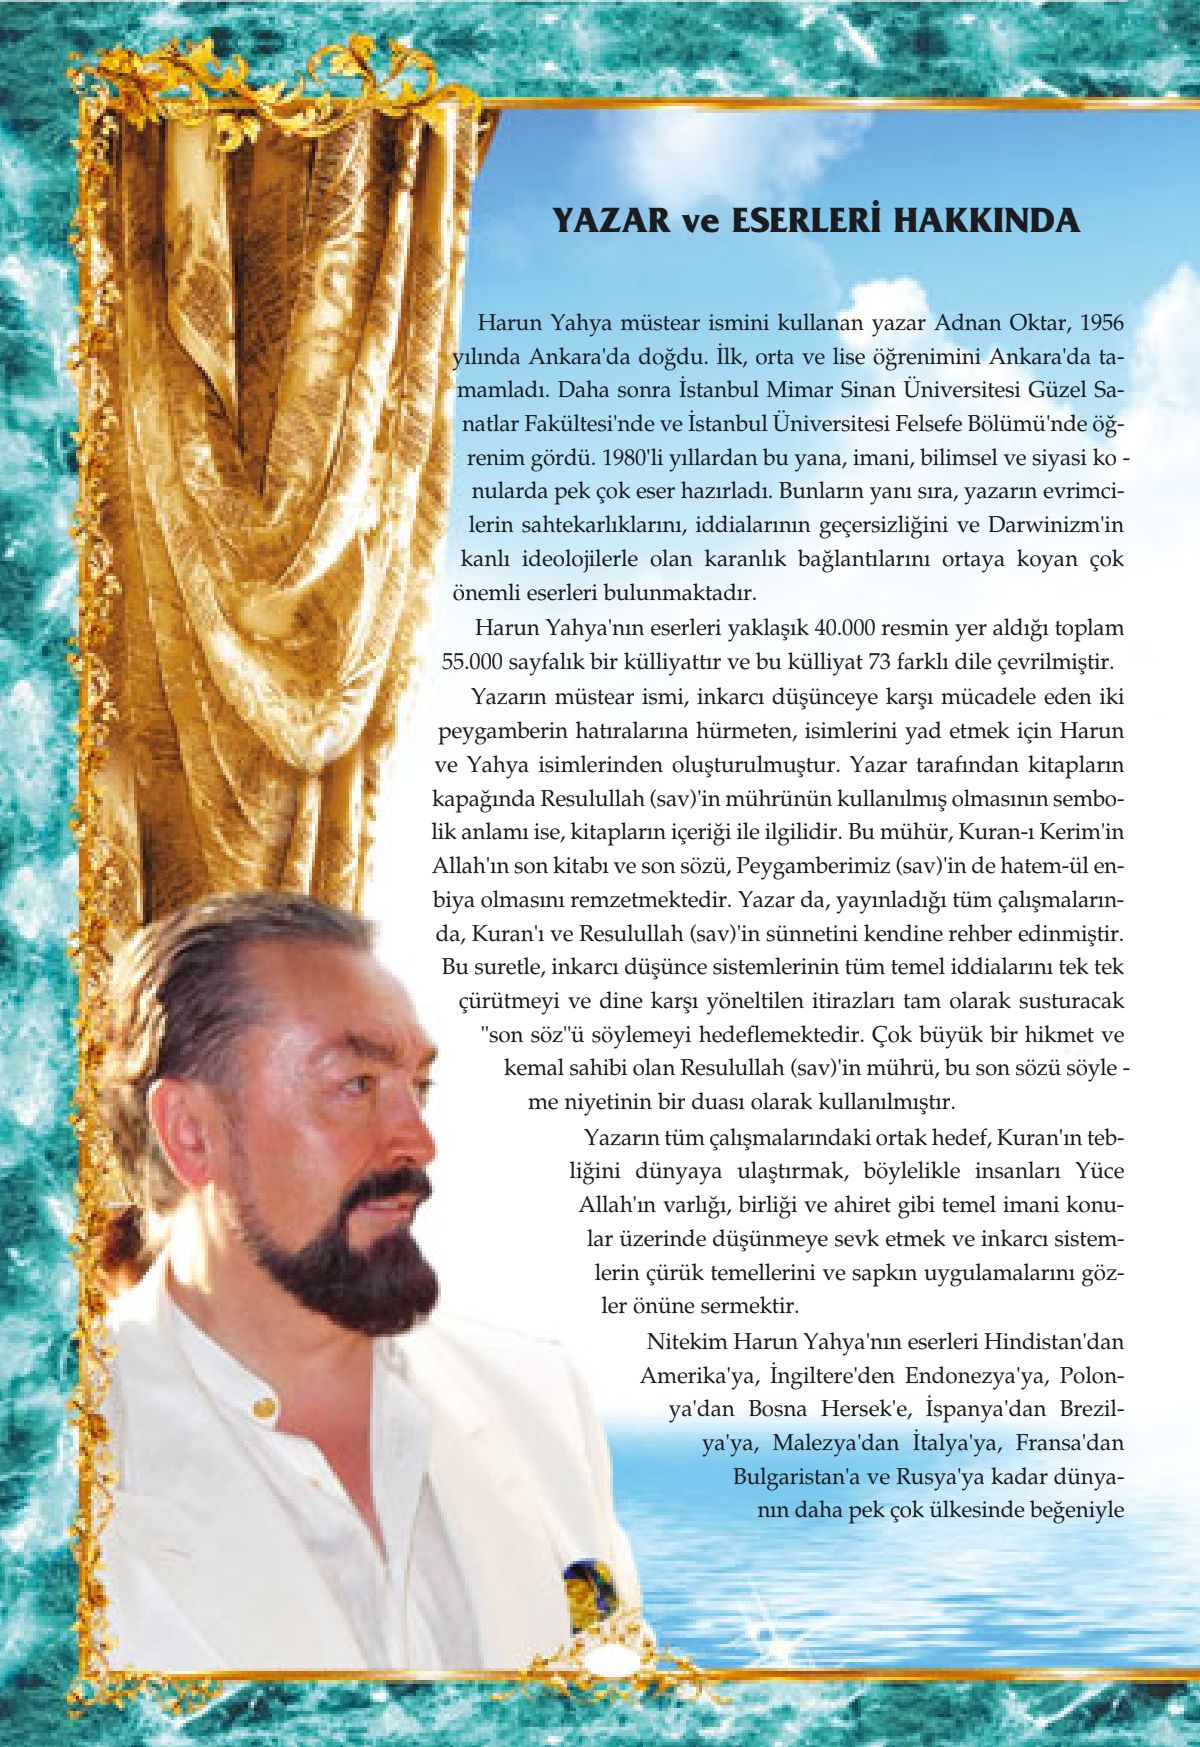 YAZAR ve ESERLERİ HAKKINDA
Harun Yahya müstear ismini kullanan yazar Adnan Oktar, 1956
yılında Ankara'da doğdu. İlk, orta ve lise öğrenimini Ankara'da ta-
mamladı. Daha sonra İstanbul Mimar Sinan Üniversitesi Güzel Sa-
natlar Fakültesi'nde ve İstanbul Üniversitesi Felsefe Bölümü'nde öğ-
renim gördü. 1980'li yıllardan bu yana, imani, bilimsel ve siyasi ko -
nularda pek çok eser hazırladı. Bunların yanı sıra, yazarın evrimci-
lerin sahtekarlıklarını, iddialarının geçersizliğini ve Darwinizm'in
kanlı ideolojilerle olan karanlık bağlantılarını ortaya koyan çok
önemli eserleri bulunmaktadır.
Harun Yahya'nın eserleri yaklaşık 40.000 resmin yer aldığı toplam
55.000 sayfalık bir külliyattır ve bu külliyat 73 farklı dile çevrilmiştir.
Yazarın müstear ismi, inkarcı düşünceye karşı mücadele eden iki
peygamberin hatıralarına hürmeten, isimlerini yad etmek için Harun
ve Yahya isimlerinden oluşturulmuştur. Yazar tarafından kitapların
kapağında Resulullah (sav)'in mührünün kullanılmış olmasının sembo-
lik anlamı ise, kitapların içeriği ile ilgilidir. Bu mühür, Kuran-ı Kerim'in
Allah'ın son kitabı ve son sözü, Peygamberimiz (sav)'in de hatem-ül en-
biya olmasını remzetmektedir. Yazar da, yayınladığı tüm çalışmaların-
da, Kuran'ı ve Resulullah (sav)'in sünnetini kendine rehber edinmiştir.
Bu suretle, inkarcı düşünce sistemlerinin tüm temel iddialarını tek tek
çürütmeyi ve dine karşı yöneltilen itirazları tam olarak susturacak
"son söz"ü söylemeyi hedeflemektedir. Çok büyük bir hikmet ve
kemal sahibi olan Resulullah (sav)'in mührü, bu son sözü söyle -
me niyetinin bir duası olarak kullanılmıştır.
Yazarın tüm çalışmalarındaki ortak hedef, Kuran'ın teb-
liğini dünyaya ulaştırmak, böylelikle insanları Yüce
Allah'ın varlığı, birliği ve ahiret gibi temel imani konu-
lar üzerinde düşünmeye sevk etmek ve inkarcı sistem-
lerin çürük temellerini ve sapkın uygulamalarını göz-
ler önüne sermektir.
Nitekim Harun Yahya'nın eserleri Hindistan'dan
Amerika'ya, İngiltere'den Endonezya'ya, Polon-
ya'dan Bosna Hersek'e, İspanya'dan Brezil-
ya'ya, Malezya'dan İtalya'ya, Fransa'dan
Bulgaristan'a ve Rusya'ya kadar dünya-
nın daha pek çok ülkesinde beğeniyle